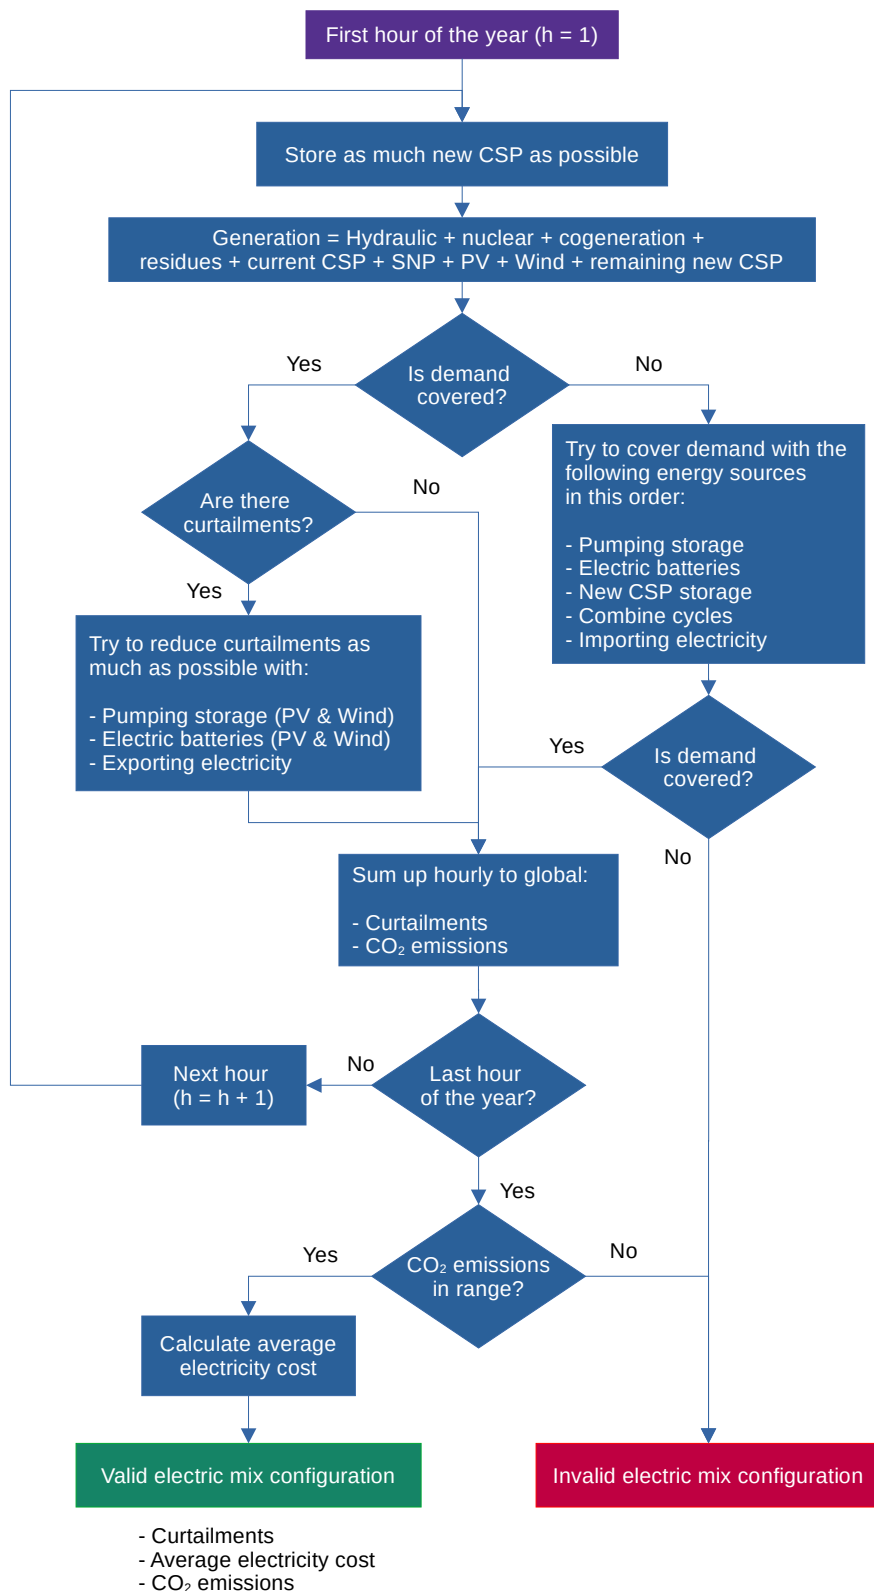 First hour of the year (h = 1)
Store as much new CSP as possible
Generation = Hydraulic + nuclear + cogeneration +
residues + current CSP + SNP + PV + Wind + remaining new CSP
Is demand
covered?
Yes
No
Are there
curtailments?
No
Yes
Try to cover demand with the
following energy sources
in this order:
- Pumping storage
- Electric batteries
- New CSP storage
- Combine cycles
- Importing electricity
Try to reduce curtailments as
much as possible with:
- Pumping storage (PV & Wind)
- Electric batteries (PV & Wind)
- Exporting electricity
Is demand
covered?
Yes
No
Sum up hourly to global:
- Curtailments
- CO₂ emissions
Last hour
of the year?
No
Next hour
(h = h + 1)
Yes
CO₂ emissions
in range?
Yes
No
Calculate average
electricity cost
Valid electric mix configuration
Invalid electric mix configuration
- Curtailments
- Average electricity cost
- CO₂ emissions